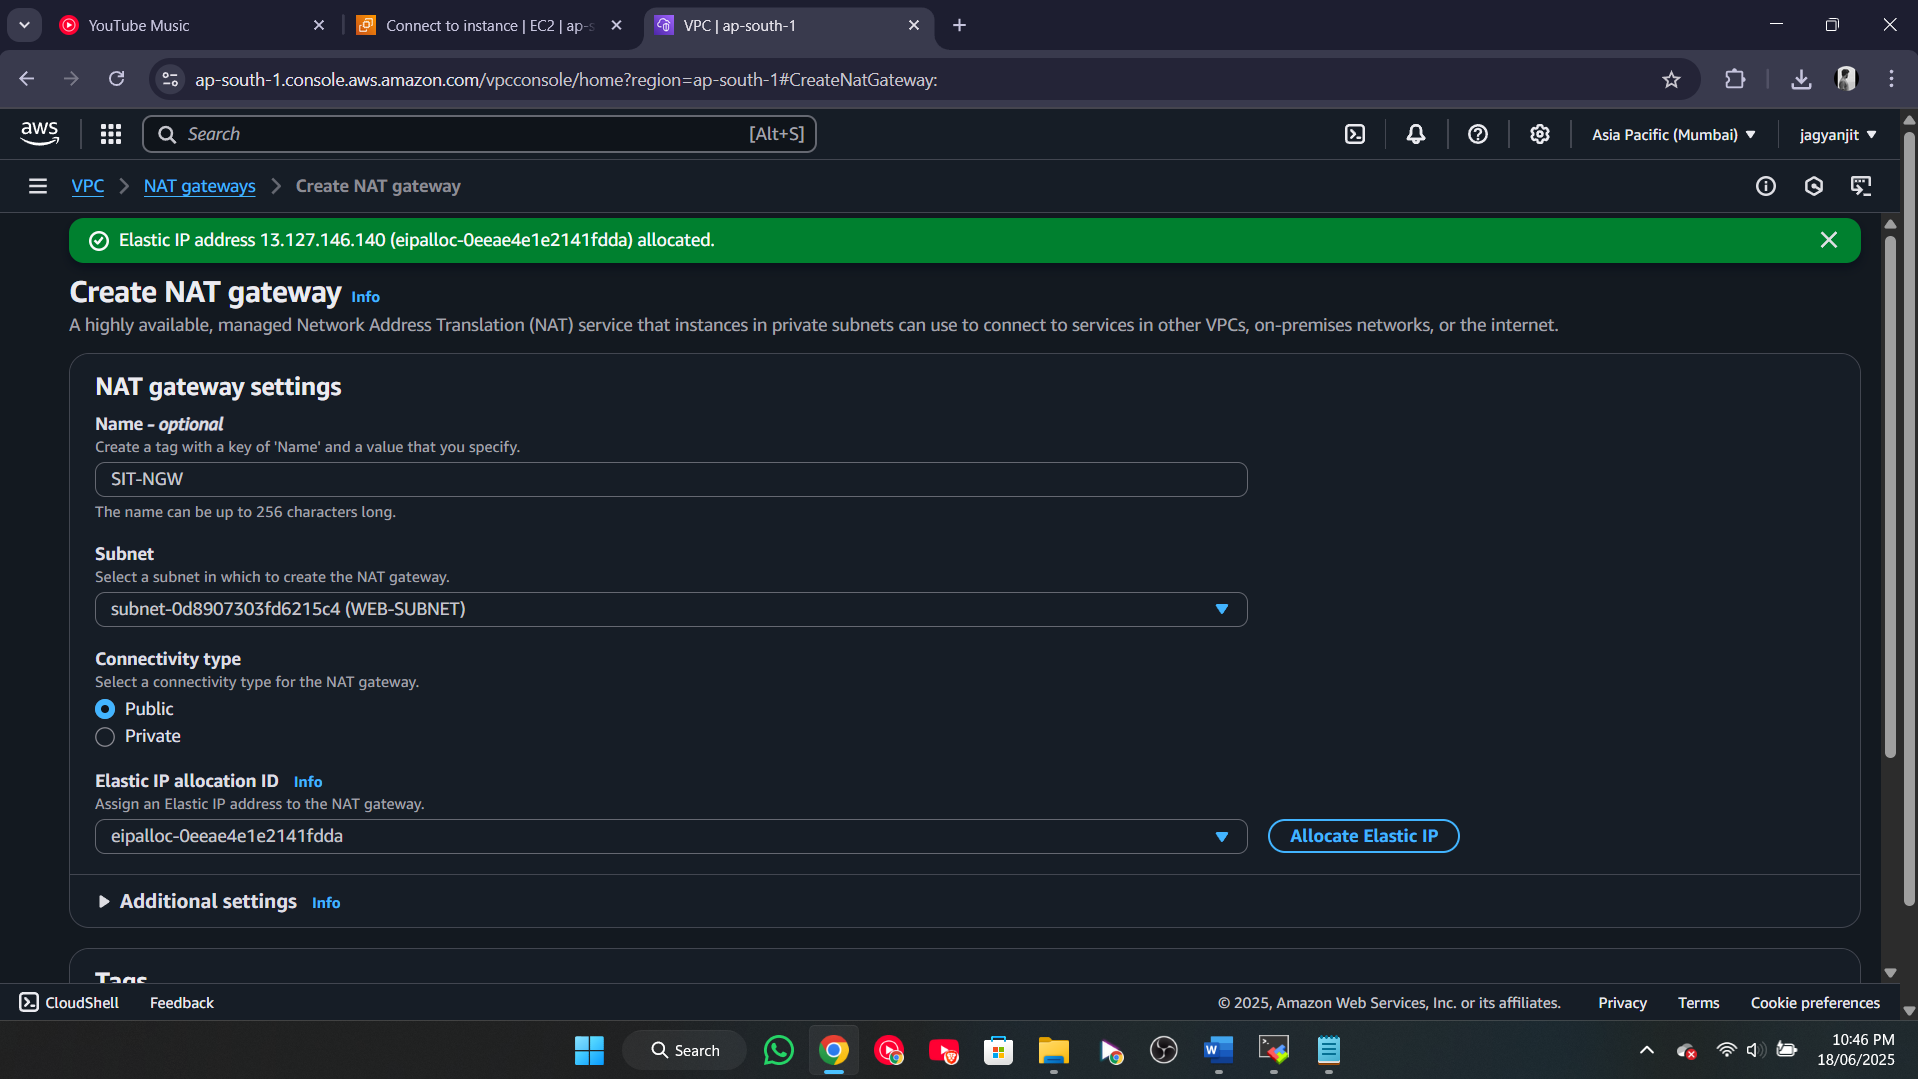 YouTube Music
Connect to instance | EC2 | ap-s
VPC | ap-south-1
ap-south-1.console.aws.amazon.com/vpcconsole/home?region=ap-south-1#CreateNatGateway:
aws
Search
[Alt+S]
Asia Pacific (Mumbai)
jagyanjit
VPC
NAT gateways
Create NAT gateway
Elastic IP address 13.127.146.140 (eipalloc-0eeae4e1e2141fdda) allocated.
Create NAT gateway Info
A highly available, managed Network Address Translation (NAT) service that instances in private subnets can use to connect to services in other VPCs, on-premises networks, or the internet.
NAT gateway settings
Name - optional
Create a tag with a key of 'Name' and a value that you specify.
SIT-NGW
The name can be up to 256 characters long.
Subnet
Select a subnet in which to create the NAT gateway.
subnet-0d8907303fd6215c4 (WEB-SUBNET)
Connectivity type
Select a connectivity type for the NAT gateway.
Public
Private
Elastic IP allocation ID Info
Assign an Elastic IP address to the NAT gateway.
eipalloc-0eeae4e1e2141fdda
Allocate Elastic IP
Additional settings Info
Tags
CloudShell
Feedback
© 2025, Amazon Web Services, Inc. or its affiliates.
Privacy
Terms
Cookie preferences
Search
10:46 PM
18/06/2025